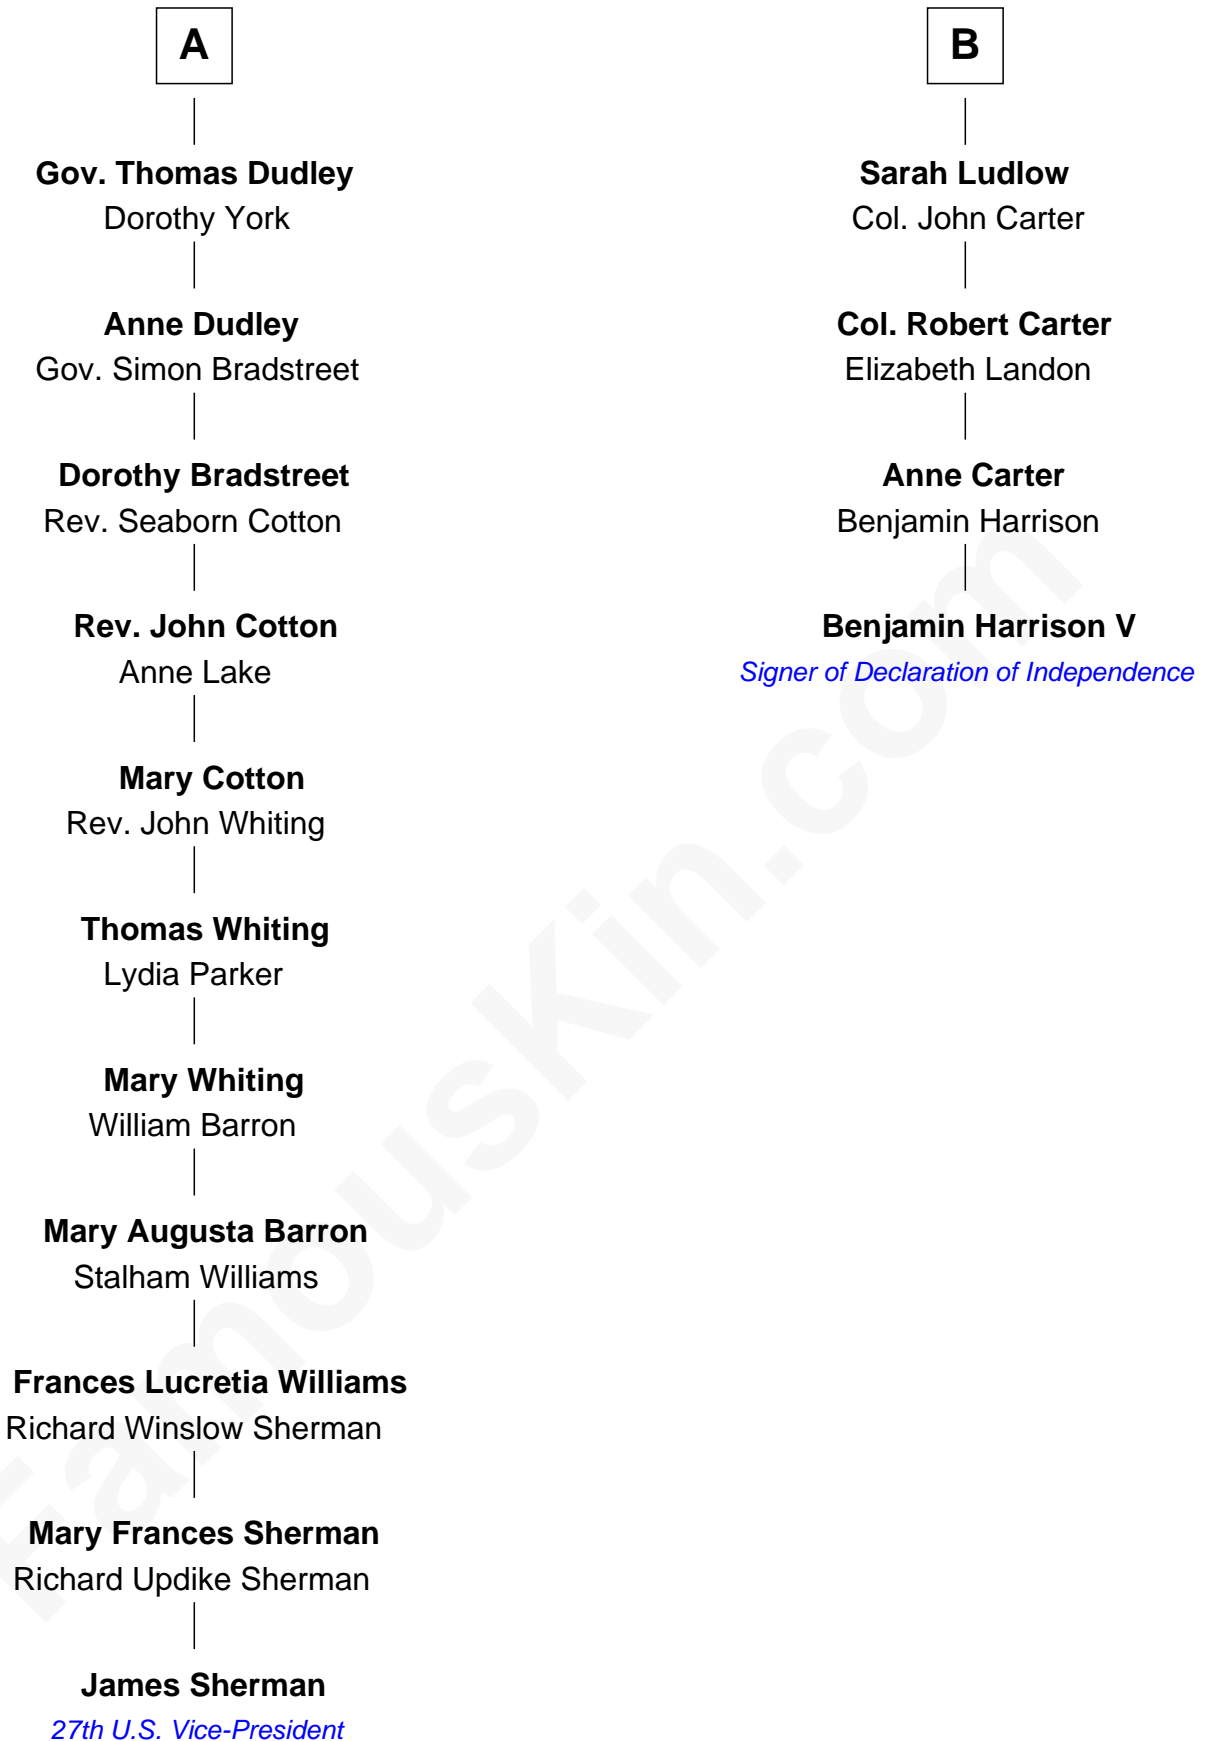 A
Gov. Thomas Dudley
Dorothy York
Anne Dudley
Gov. Simon Bradstreet
Dorothy Bradstreet
Rev. Seaborn Cotton
Rev. John Cotton
Anne Lake
Mary Cotton
Rev. John Whiting
Thomas Whiting
Lydia Parker
Mary Whiting
William Barron
Mary Augusta Barron
Stalham Williams
Frances Lucretia Williams
Richard Winslow Sherman
Mary Frances Sherman
Richard Updike Sherman
James Sherman
27th U.S. Vice-President
B
Sarah Ludlow
Col. John Carter
Col. Robert Carter
Elizabeth Landon
Anne Carter
Benjamin Harrison
Benjamin Harrison V
Signer of Declaration of Independence
FamousKin.com